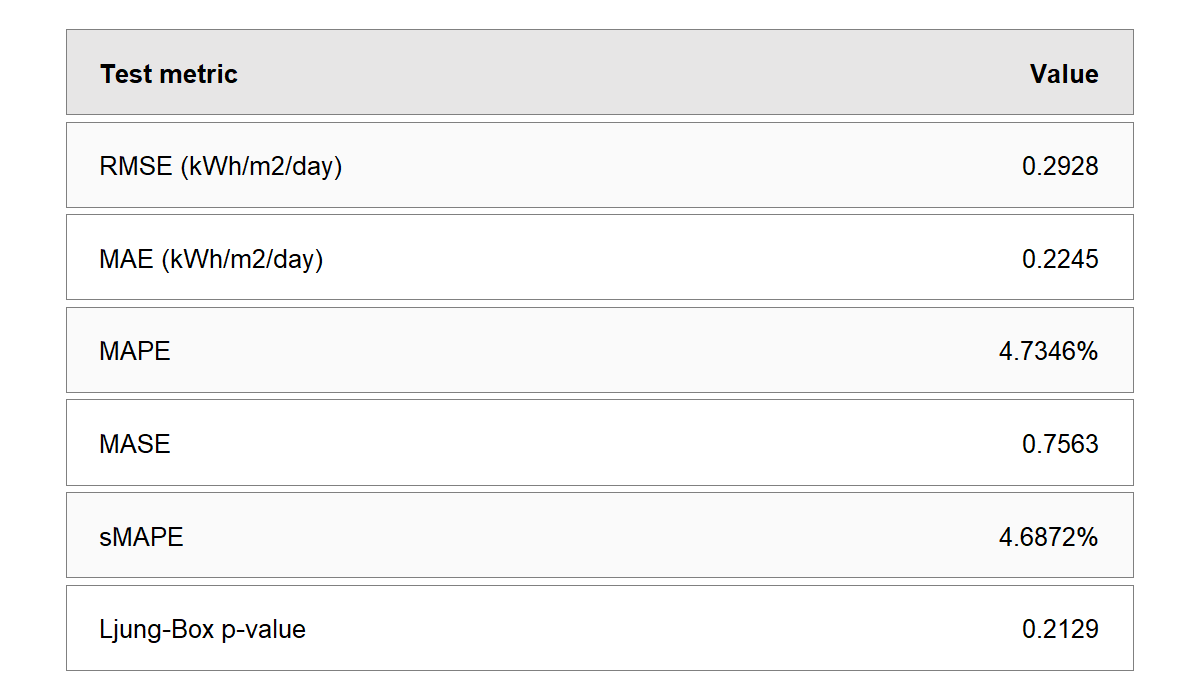 Test metric Value
RMSE (kWh/m2/day) 0.2928
MAE (kWh/m2/day) 0.2245
MAPE 4.7346%
MASE 0.7563
sMAPE 4.6872%
Ljung-Box p-value 0.2129